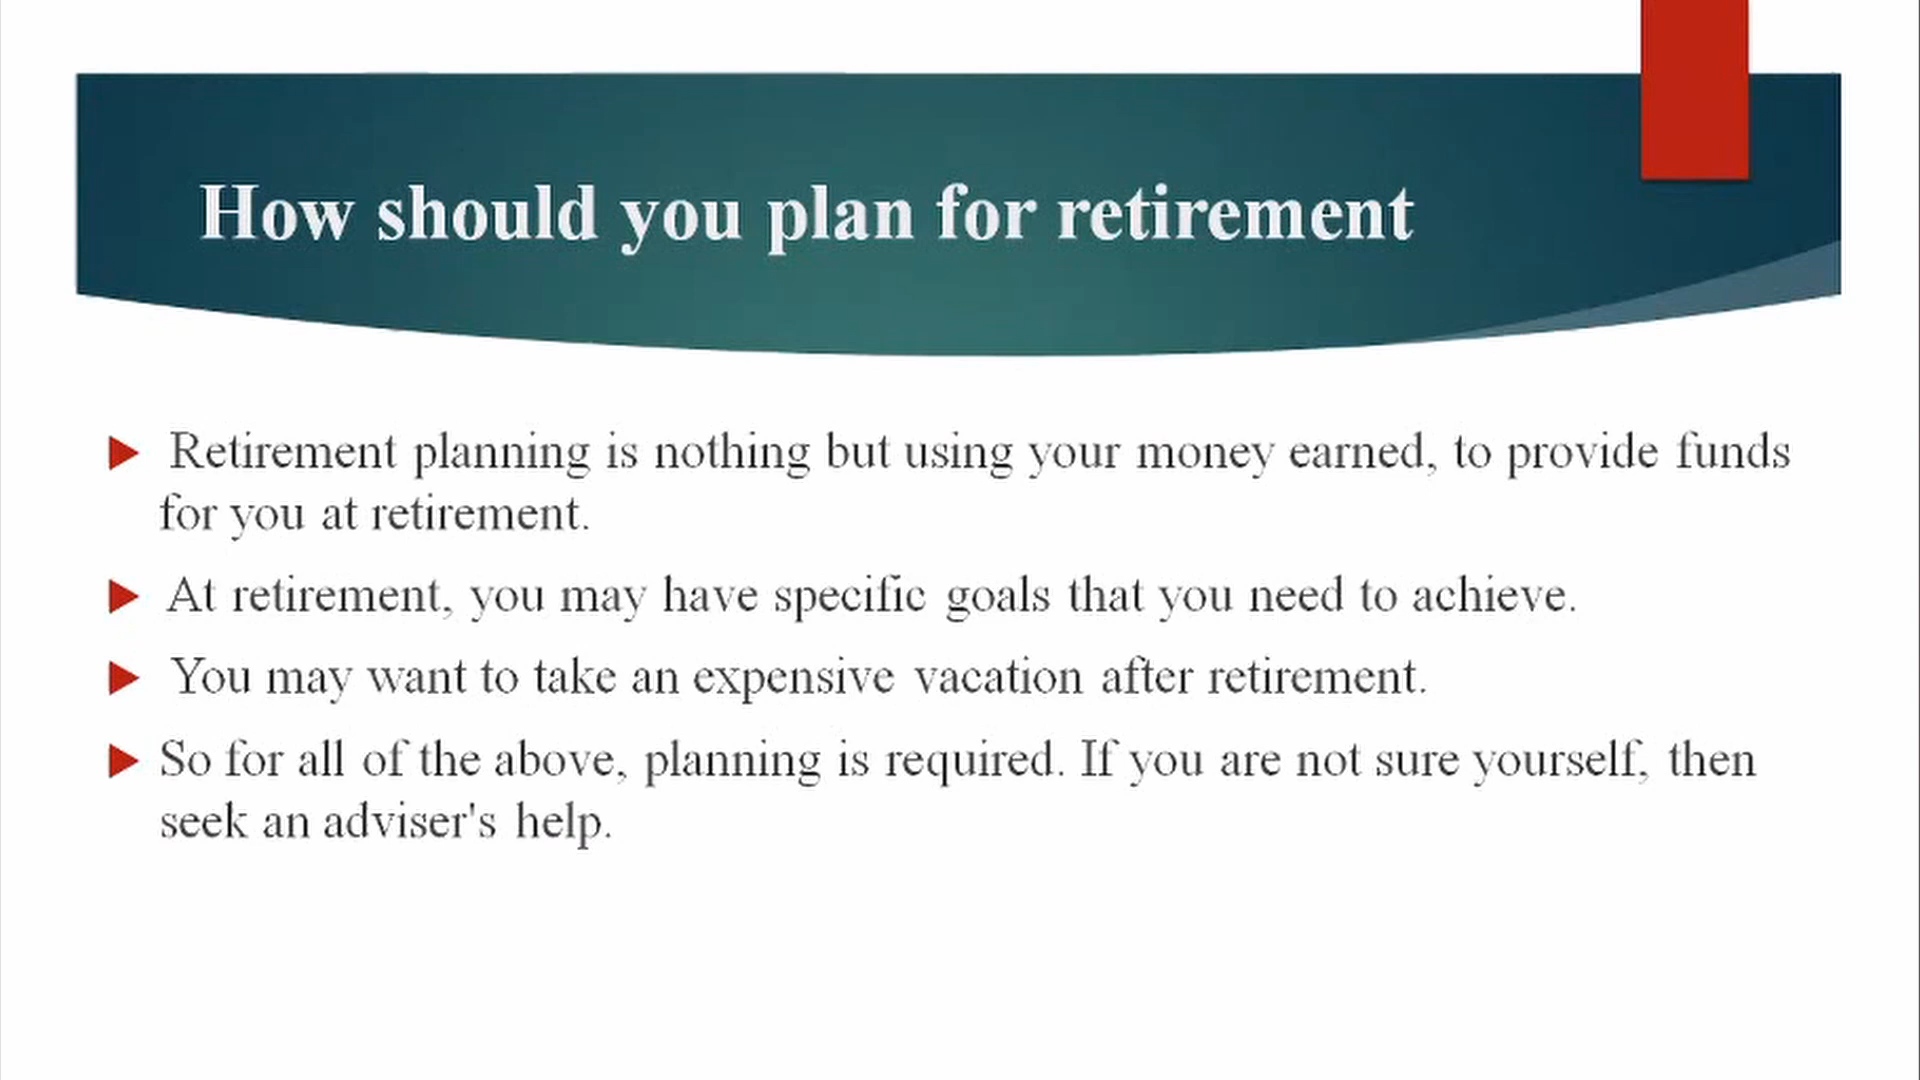 How should you plan for retirement
Retirement planning is nothing but using your money earned, to provide funds
for you at retirement.
At retirement, you may have specific goals that you need to achieve.
You may want to take an expensive vacation after retirement.
So for all of the above, planning is required. If you are not sure yourself, then
seek an adviser's help.